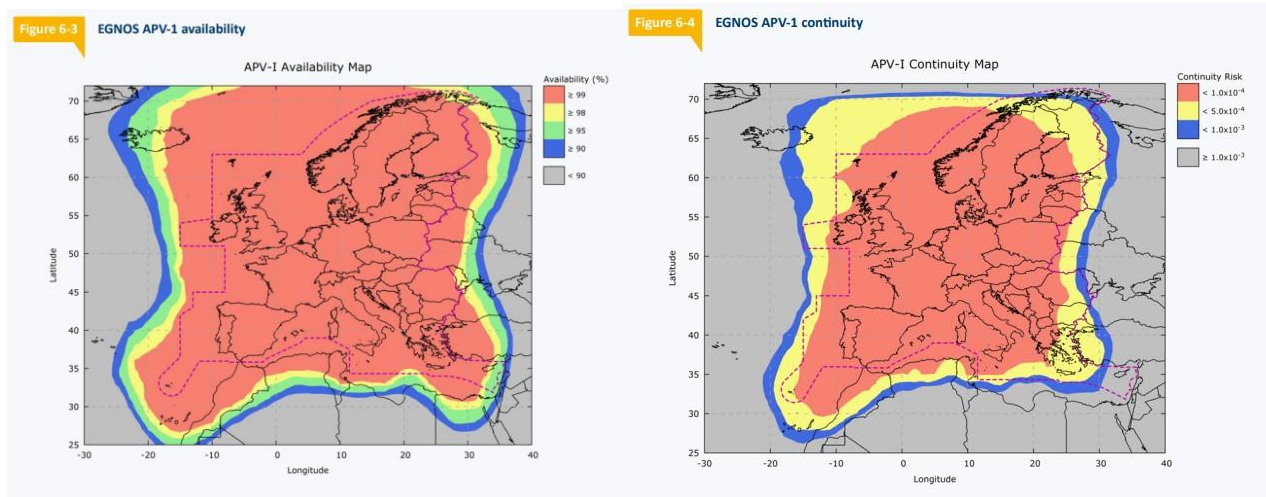 Figure 6-3
EGNOS APV-1 availability
APV-I Availability Map
Availability (%)
≥ 99
≥ 98
≥ 95
≥ 90
< 90
70
65
60
55
50
45
40
35
30
25
Latitude
-30
-20
-10
0
10
20
30
40
Longitude
Figure 6-4
EGNOS APV-1 continuity
APV-I Continuity Map
Continuity Risk
< 1.0x10⁻⁴
< 5.0x10⁻⁴
< 1.0x10⁻³
≥ 1.0x10⁻³
70
65
60
55
50
45
40
35
30
25
Latitude
-30
-20
-10
0
10
20
30
40
Longitude